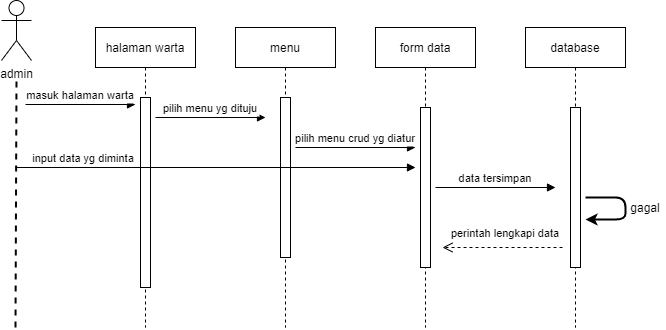 halaman warta
menu
form data
database
admin
masuk halaman warta
pilih menu yg dituju
pilih menu crud yg diatur
input data yg diminta
data tersimpan
gagal
perintah lengkapi data